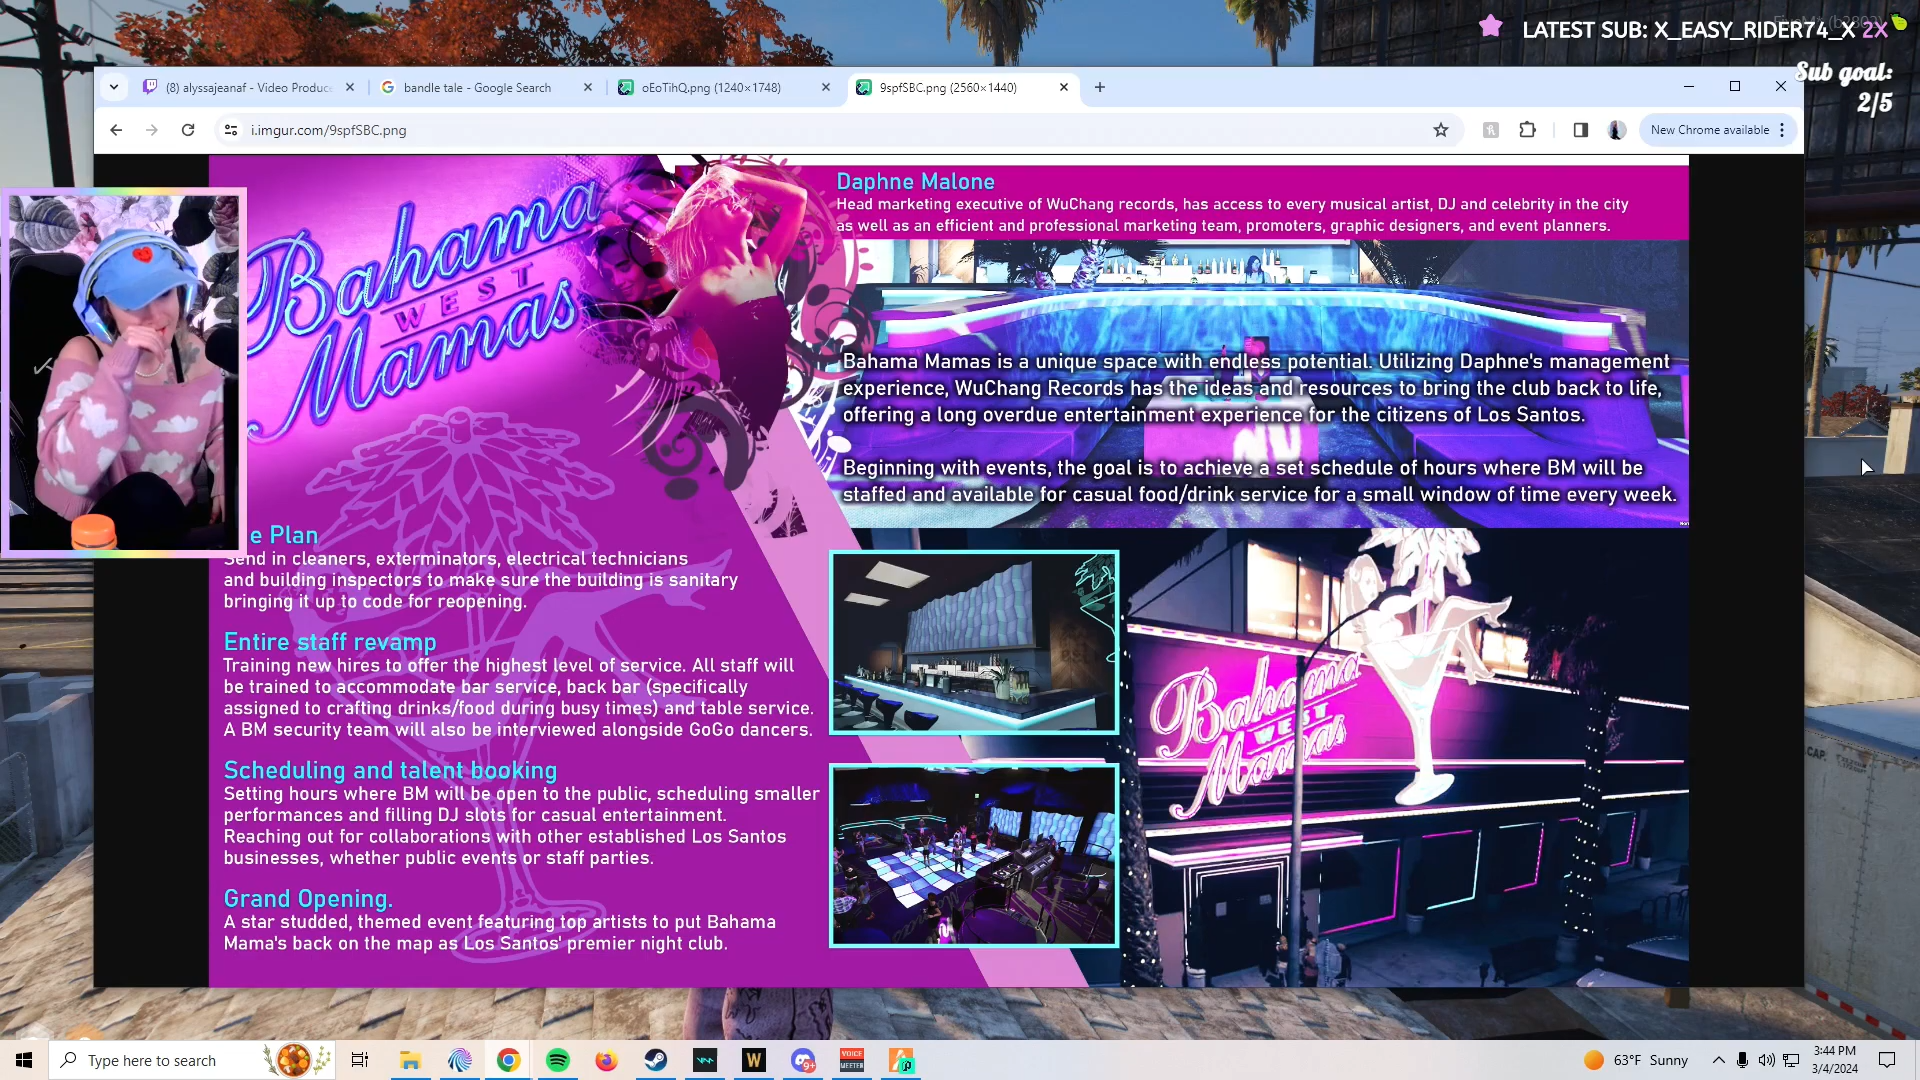 LATEST SUB: X_EASY_RIDER74_X 2X
Sub goal:
2/5
(8) alyssajeanaf - Video Produce
bandle tale - Google Search
oEoTihQ.png (1240×1748)
9spfSBC.png (2560×1440)
i.imgur.com/9spfSBC.png
New Chrome available
Bahama
WEST
Mamas
Daphne Malone
Head marketing executive of WuChang records, has access to every musical artist, DJ and celebrity in the city
as well as an efficient and professional marketing team, promoters, graphic designers, and event planners.
Bahama Mamas is a unique space with endless potential. Utilizing Daphne's management
experience, WuChang Records has the ideas and resources to bring the club back to life,
offering a long overdue entertainment experience for the citizens of Los Santos.
Beginning with events, the goal is to achieve a set schedule of hours where BM will be
staffed and available for casual food/drink service for a small window of time every week.
e Plan
Send in cleaners, exterminators, electrical technicians
and building inspectors to make sure the building is sanitary
bringing it up to code for reopening.
Entire staff revamp
Training new hires to offer the highest level of service. All staff will
be trained to accommodate bar service, back bar (specifically
assigned to crafting drinks/food during busy times) and table service.
A BM security team will also be interviewed alongside GoGo dancers.
Scheduling and talent booking
Setting hours where BM will be open to the public, scheduling smaller
performances and filling DJ slots for casual entertainment.
Reaching out for collaborations with other established Los Santos
businesses, whether public events or staff parties.
Grand Opening.
A star studded, themed event featuring top artists to put Bahama
Mama's back on the map as Los Santos' premier night club.
Bahama
WEST
Mamas
CAP.
Type here to search
W
VOICE
MEETER
9+
63°F Sunny
3:44 PM
3/4/2024